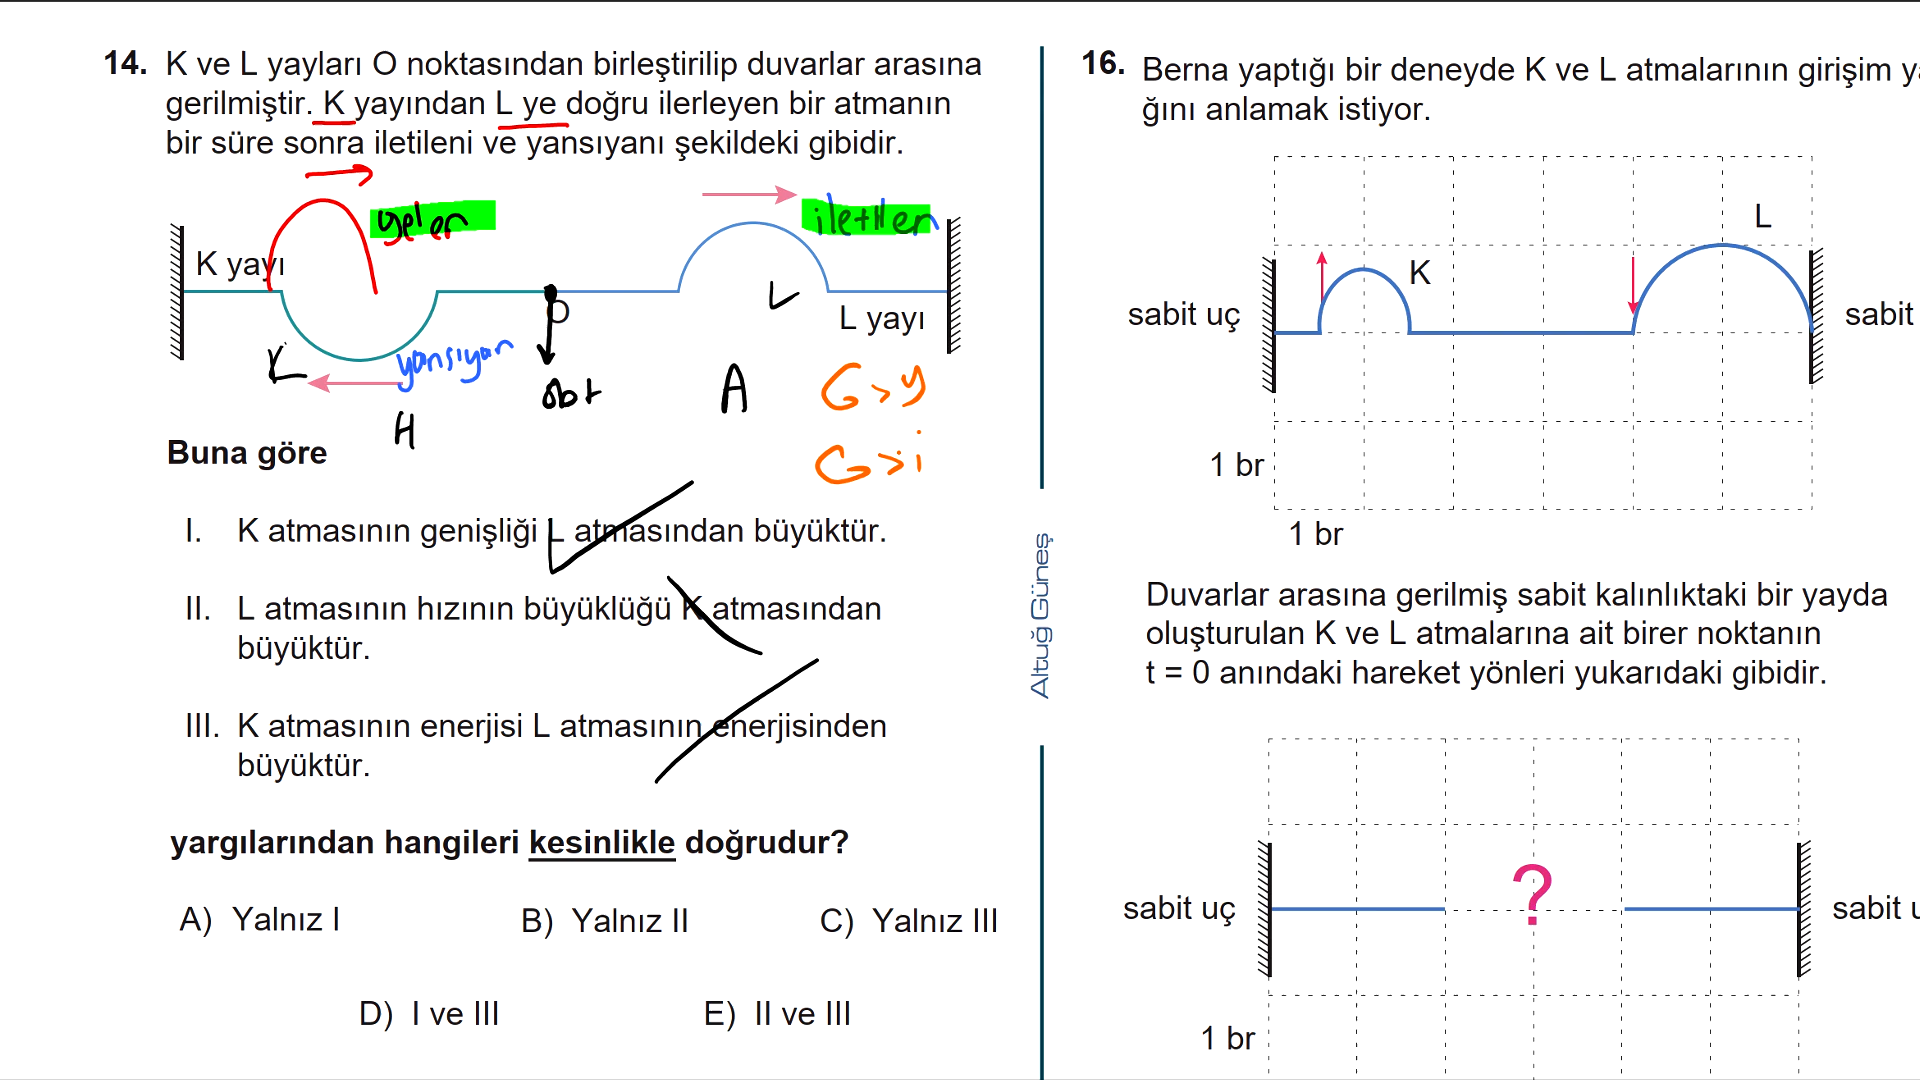 14. K ve L yayları O noktasından birleştirilip duvarlar arasına
gerilmiştir. K yayından L ye doğru ilerleyen bir atmanın
bir süre sonra iletileni ve yansıyanı şekildeki gibidir.
gelen
iletilen
K yayı
O
L
L yayı
K
yansıyan
H
A
G > y
G > i
Buna göre
I. K atmasının genişliği L atmasından büyüktür.
II. L atmasının hızının büyüklüğü K atmasından
büyüktür.
III. K atmasının enerjisi L atmasının enerjisinden
büyüktür.
yargılarından hangileri kesinlikle doğrudur?
A) Yalnız I
B) Yalnız II
C) Yalnız III
D) I ve III
E) II ve III
Altuğ Güneş
16. Berna yaptığı bir deneyde K ve L atmalarının girişim
ğını anlamak istiyor.
L
K
sabit uç
sabit
1 br
1 br
Duvarlar arasına gerilmiş sabit kalınlıktaki bir yayda
oluşturulan K ve L atmalarına ait birer noktanın
t = 0 anındaki hareket yönleri yukarıdaki gibidir.
?
sabit uç
sabit
1 br